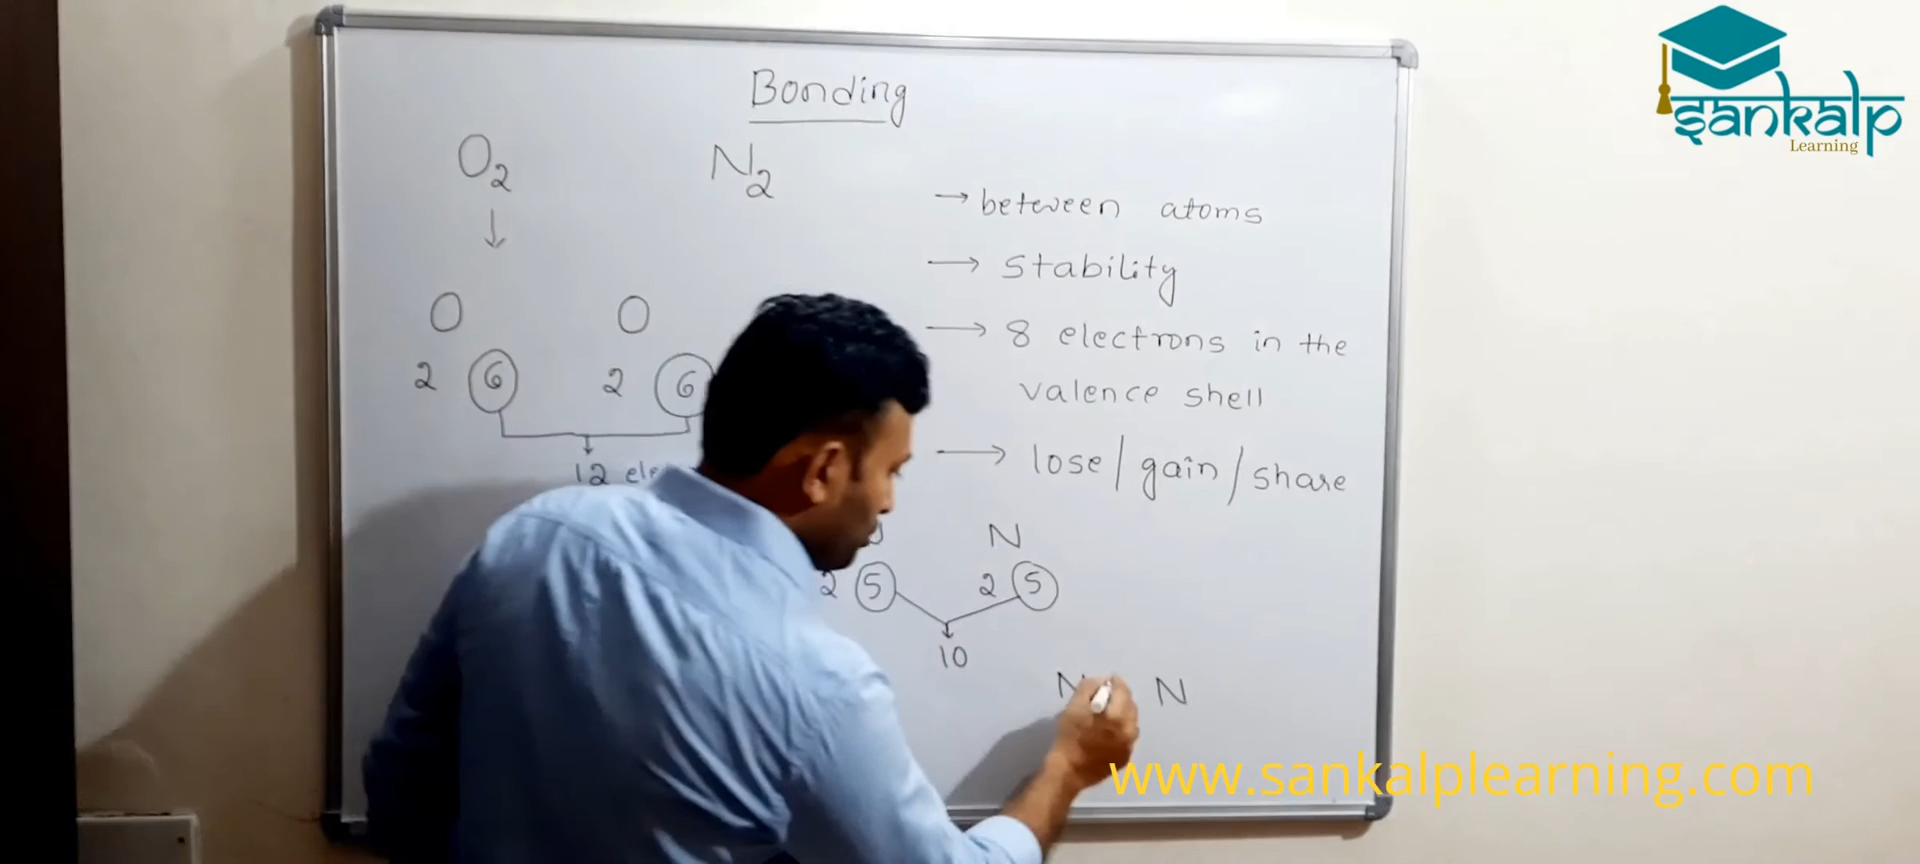 Bonding
O2
N2
→ between atoms
→ stability
→ 8 electrons in the
valence shell
→ lose/gain/share
O O
2 6 2 6
12
N
2 5 2 5
10
N N
sankalp
Learning
www.sankalplearning.com